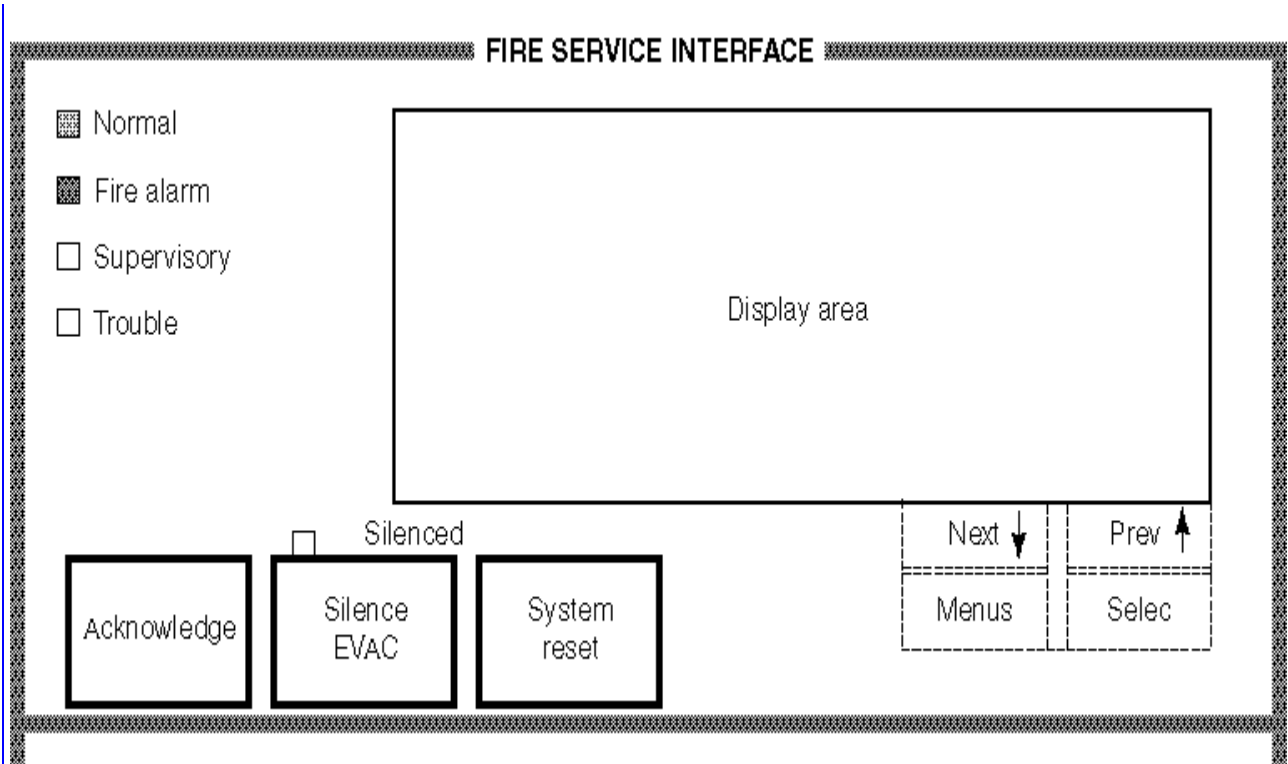 FIRE SERVICE INTERFACE
Normal
Fire alarm
Supervisory
Trouble
Display area
Silenced
Next
Prev
Acknowledge
Silence
EVAC
System
reset
Menus
Selec